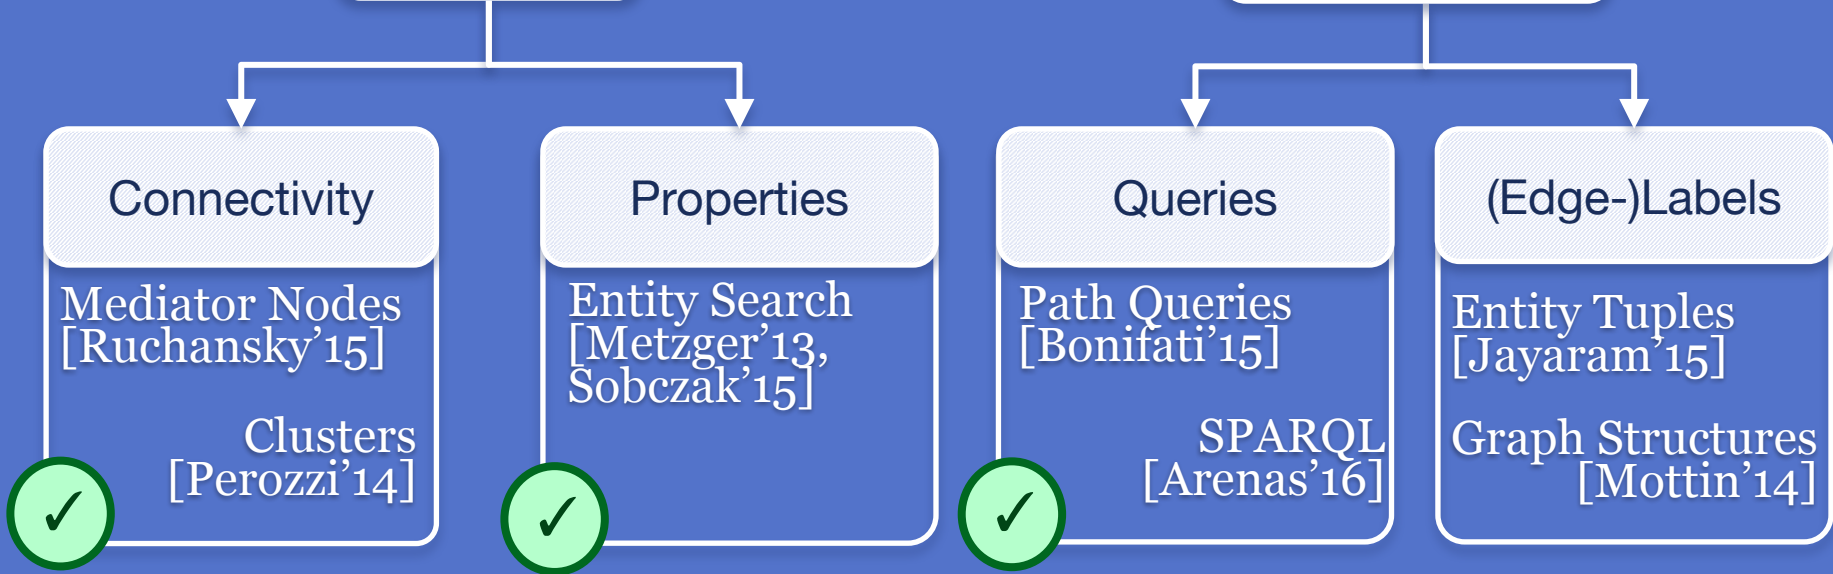 Connectivity
Mediator Nodes
[Ruchansky’15]
Clusters
[Perozzi’14]
Properties
Entity Search
[Metzger’13,
Sobczak’15]
Queries
Path Queries
[Bonifati’15]
SPARQL
[Arenas’16]
(Edge-)Labels
Entity Tuples
[Jayaram’15]
Graph Structures
[Mottin’14]